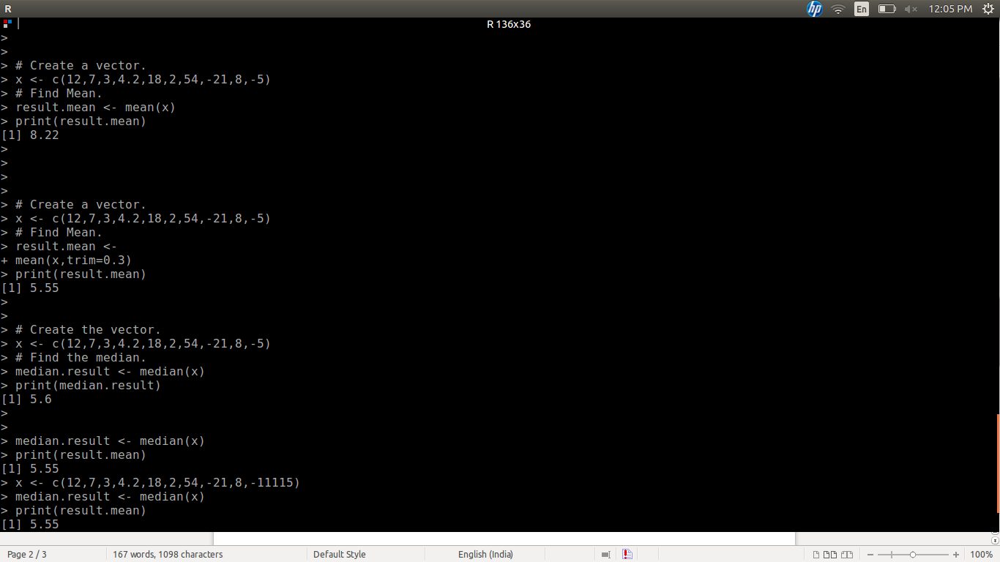 R
hp
En
12:05 PM
R 136x36
>
>
> # Create a vector.
> x <- c(12,7,3,4.2,18,2,54,-21,8,-5)
> # Find Mean.
> result.mean <- mean(x)
> print(result.mean)
[1] 8.22
>
>
>
>
> # Create a vector.
> x <- c(12,7,3,4.2,18,2,54,-21,8,-5)
> # Find Mean.
> result.mean <-
+ mean(x,trim=0.3)
> print(result.mean)
[1] 5.55
>
>
> # Create the vector.
> x <- c(12,7,3,4.2,18,2,54,-21,8,-5)
> # Find the median.
> median.result <- median(x)
> print(median.result)
[1] 5.6
>
>
> median.result <- median(x)
> print(result.mean)
[1] 5.55
> x <- c(12,7,3,4.2,18,2,54,-21,8,-11115)
> median.result <- median(x)
> print(result.mean)
[1] 5.55
Page 2 / 3
167 words, 1098 characters
Default Style
English (India)
100%